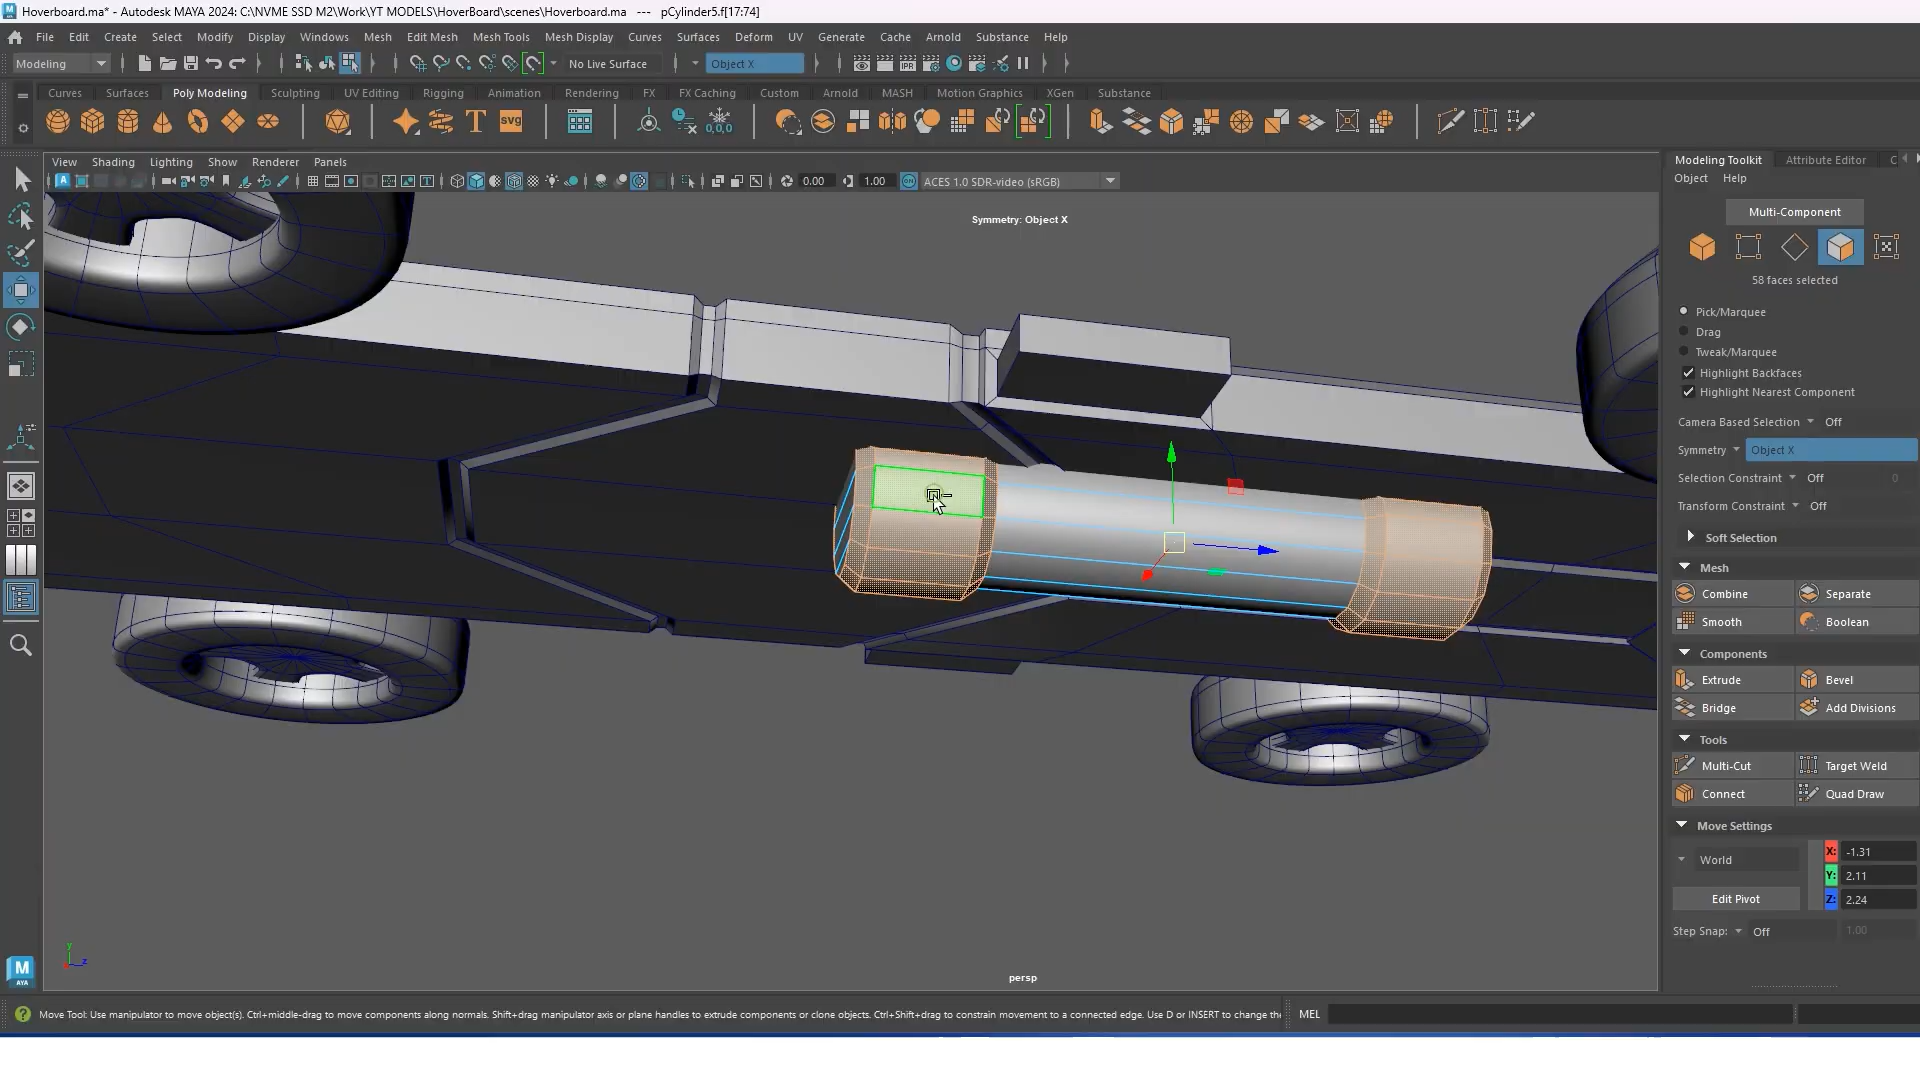 Hoverboard.ma* - Autodesk MAYA 2024: C:\NVME SSD M2\Work\YT MODELS\HoverBoard\scenes\Hoverboard.ma --- pCylinder5.f[17:74]
File Edit Create Select Modify Display Windows Mesh Edit Mesh Mesh Tools Mesh Display Curves Surfaces Deform UV Generate Cache Arnold Substance Help
Modeling No Live Surface Object X
Curves Surfaces Poly Modeling Sculpting UV Editing Rigging Animation Rendering FX FX Caching Custom Arnold MASH Motion Graphics XGen Substance
T svg 0,0,0
View Shading Lighting Show Renderer Panels
0.00 1.00 ACES 1.0 SDR-video (sRGB)
Symmetry: Object X
persp
y
z
M
AYA
Modeling Toolkit Attribute Editor C
Object Help
Multi-Component
58 faces selected
Pick/Marquee
Drag
Tweak/Marquee
Highlight Backfaces
Highlight Nearest Component
Camera Based Selection Off
Symmetry Object X
Selection Constraint Off 0
Transform Constraint Off
Soft Selection
Mesh
Combine Separate
Smooth Boolean
Components
Extrude Bevel
Bridge Add Divisions
Tools
Multi-Cut Target Weld
Connect Quad Draw
Move Settings
X: -1.31
World
Y: 2.11
Edit Pivot Z: 2.24
Step Snap: Off 1.00
Move Tool: Use manipulator to move object(s). Ctrl+middle-drag to move components along normals. Shift+drag manipulator axis or plane handles to extrude components or clone objects. Ctrl+Shift+drag to constrain movement to a connected edge. Use D or INSERT to change the
MEL